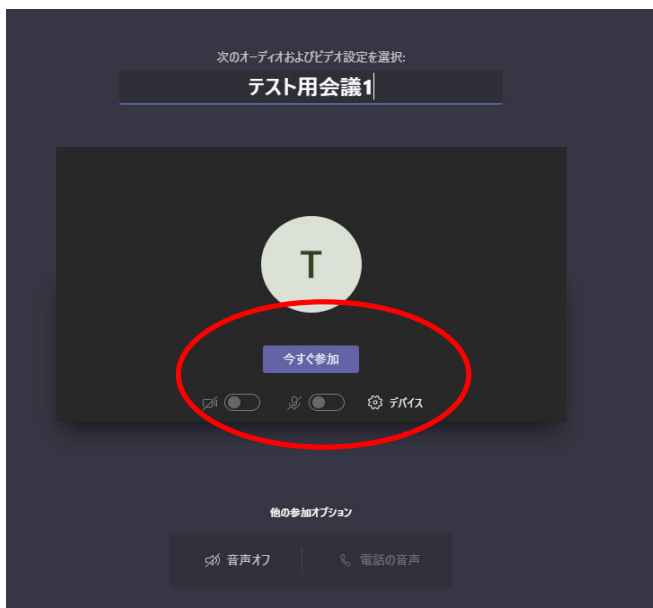 次のオーディオおよびビデオ設定を選択:
テスト用会議1
T
今すぐ参加
デバイス
他の参加オプション
音声オフ 電話の音声